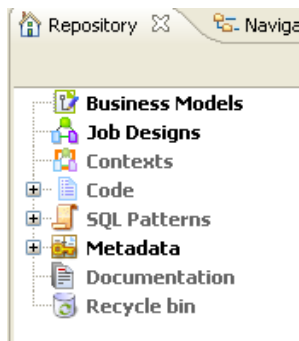 Repository
Naviga
Business Models
Job Designs
Contexts
Code
SQL Patterns
Metadata
Documentation
Recycle bin